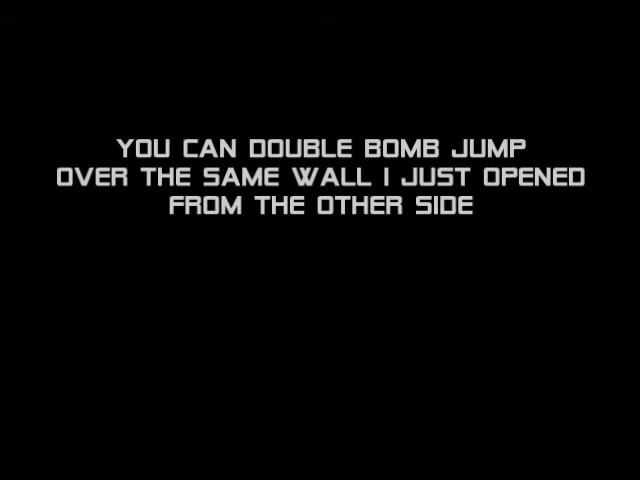 YOU CAN DOUBLE BOMB JUMP
OVER THE SAME WALL I JUST OPENED
FROM THE OTHER SIDE